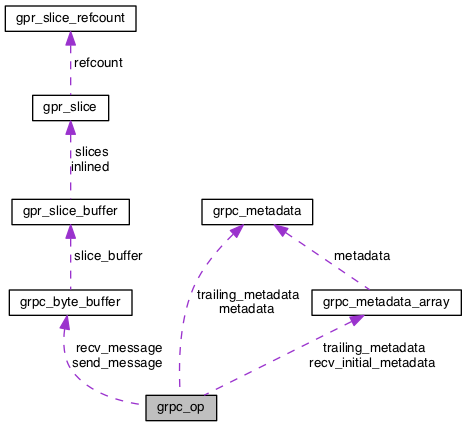 gpr_slice_refcount
refcount
gpr_slice
slices
inlined
gpr_slice_buffer
grpc_metadata
slice_buffer
metadata
grpc_byte_buffer
trailing_metadata
metadata
grpc_metadata_array
recv_message
send_message
trailing_metadata
recv_initial_metadata
grpc_op